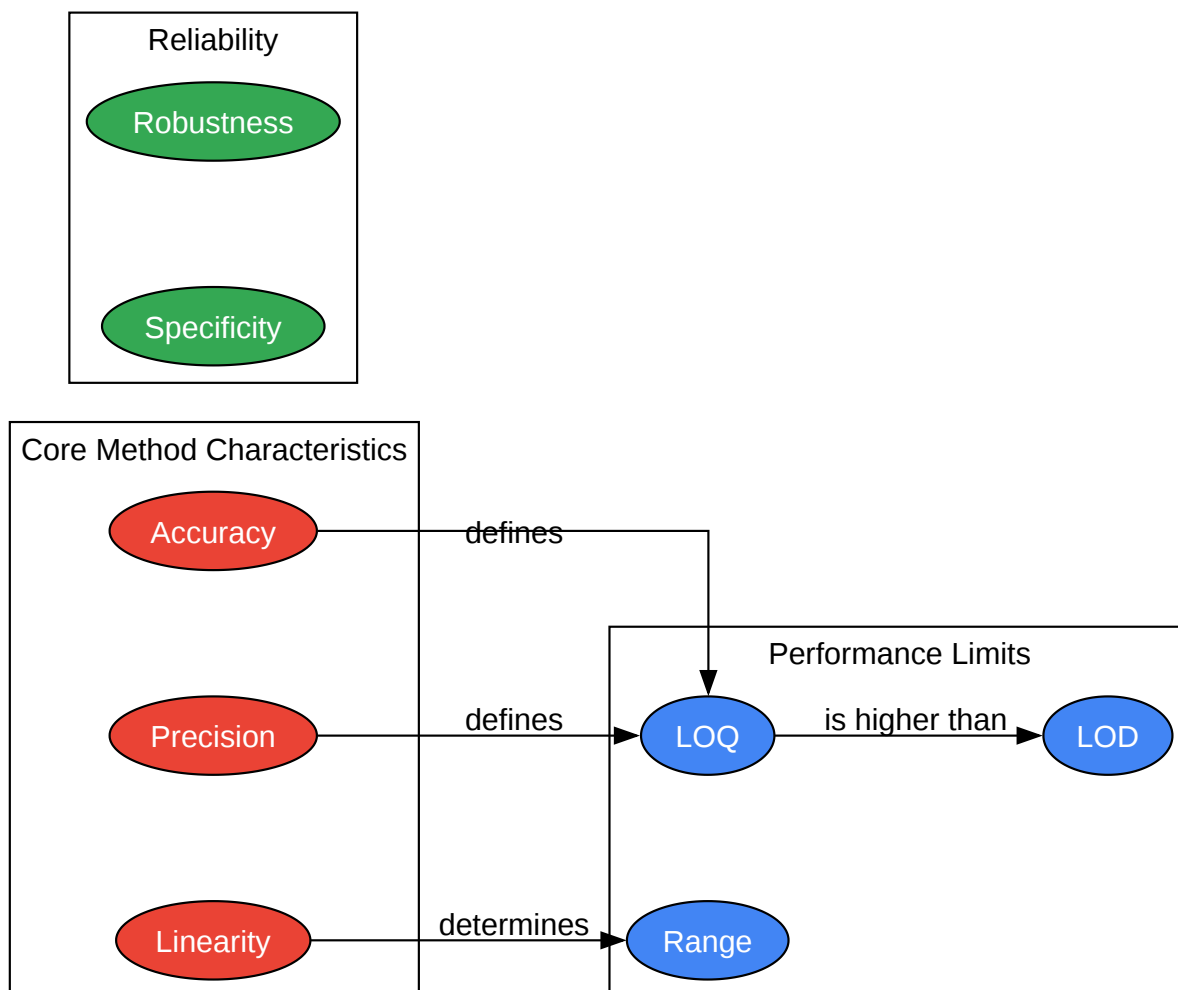 Reliability
Robustness
Specificity
Core Method Characteristics
Accuracy
defines
Performance Limits
Precision
defines
LOQ
is higher than
LOD
Linearity
determines
Range